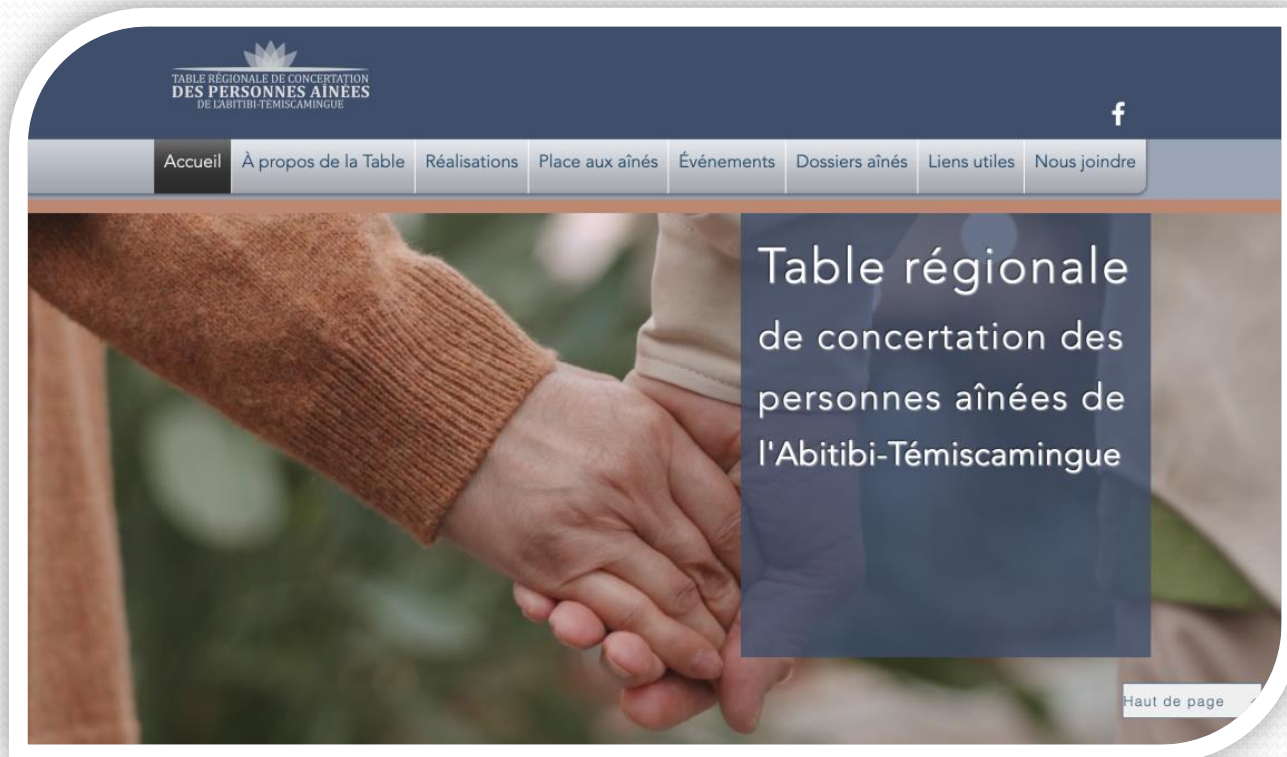 TABLE RÉGIONALE DE CONCERTATION
DES PERSONNES AÎNÉES
DE L'ABITIBI-TÉMISCAMINGUE
f
Accueil À propos de la Table Réalisations Place aux aînés Événements Dossiers aînés Liens utiles Nous joindre
Table régionale
de concertation des
personnes aînées de
l'Abitibi-Témiscamingue
Haut de page